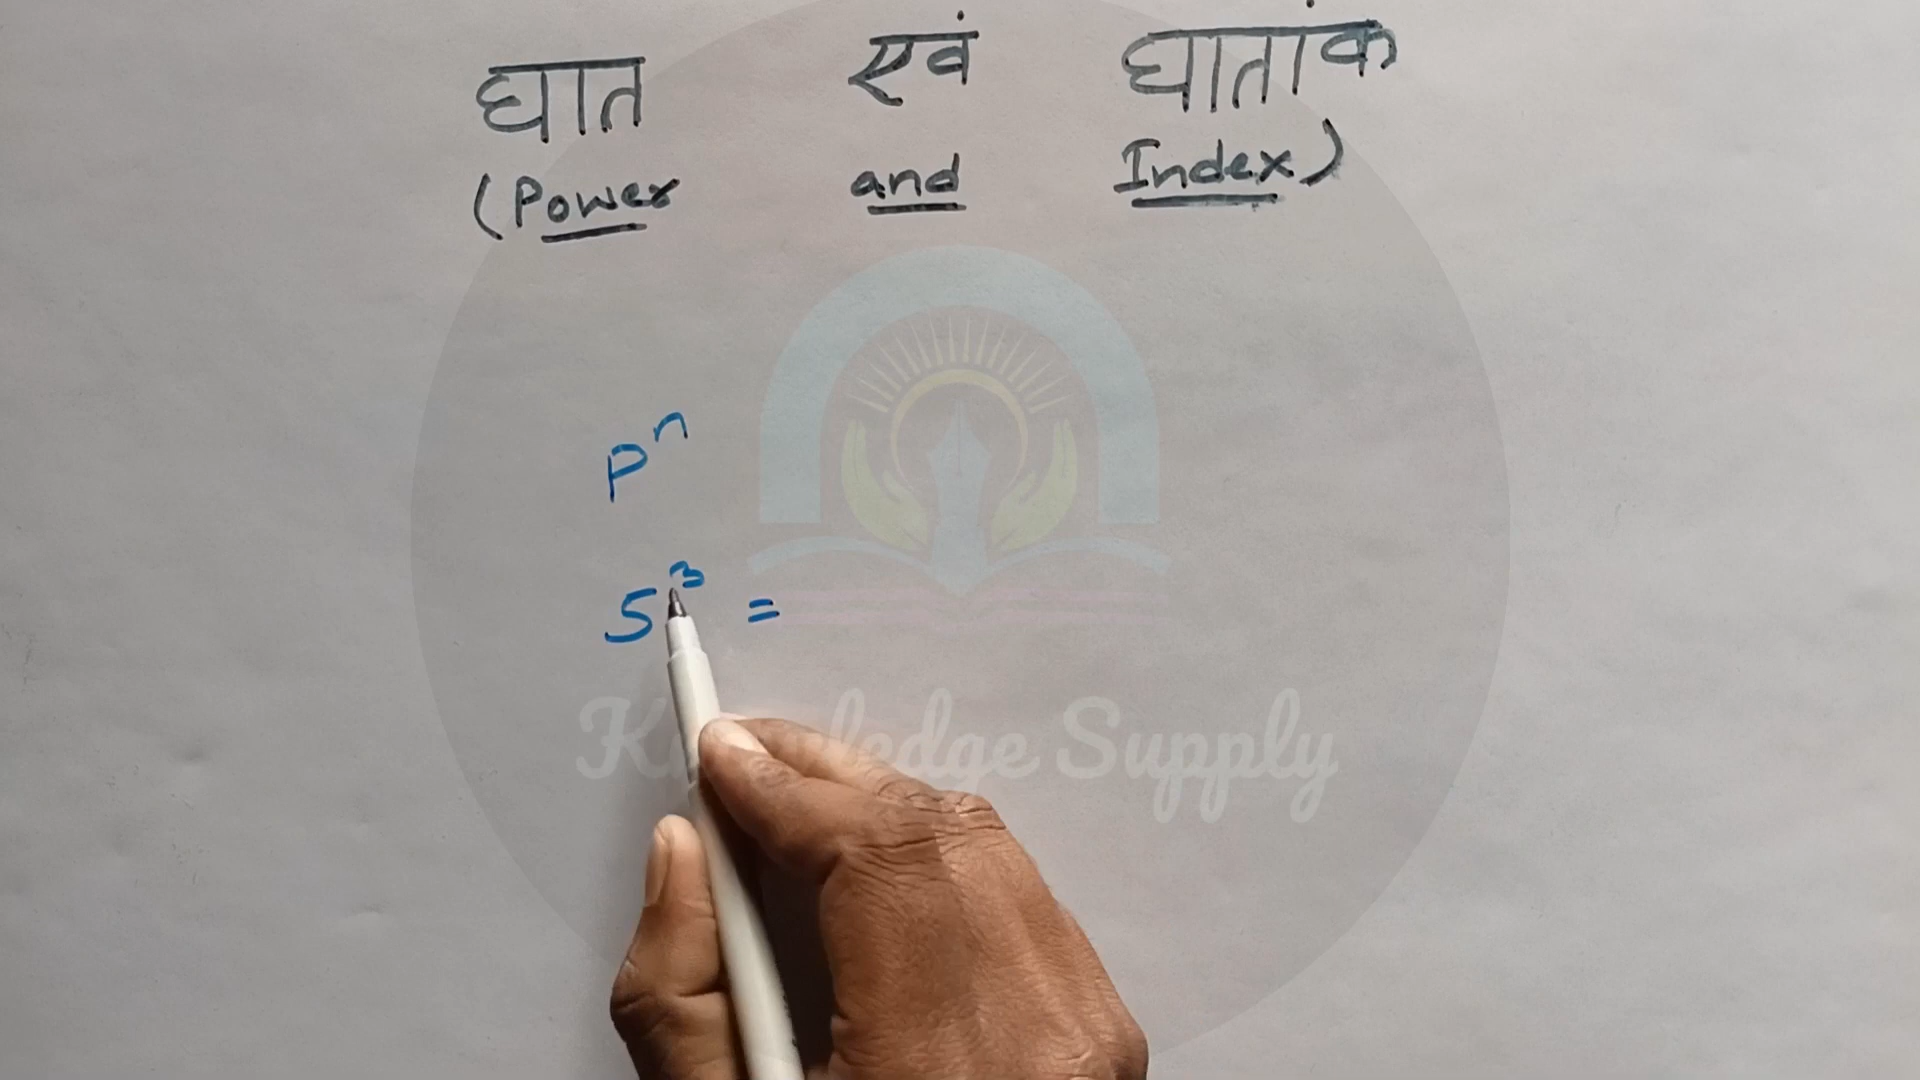 घात एवं घातांक
(Power and Index)
pⁿ
5³ =
Knowledge Supply